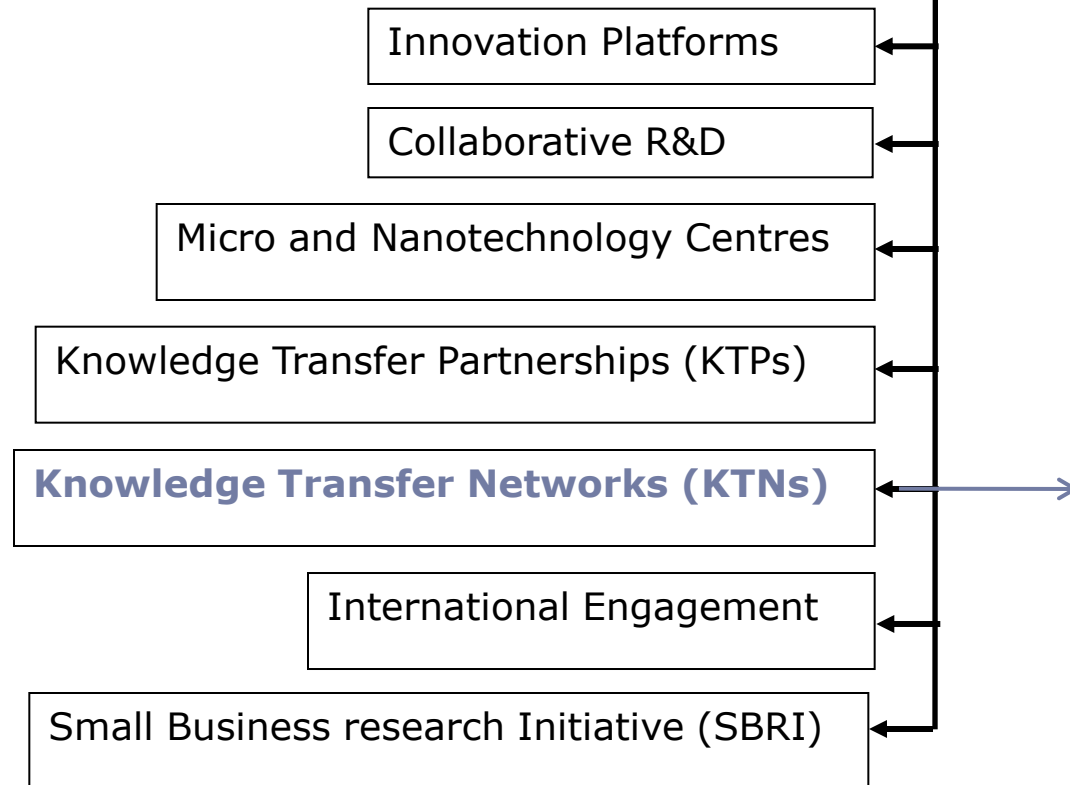 Innovation Platforms
Collaborative R&D
Micro and Nanotechnology Centres
Knowledge Transfer Partnerships (KTPs)
Knowledge Transfer Networks (KTNs)
International Engagement
Small Business research Initiative (SBRI)